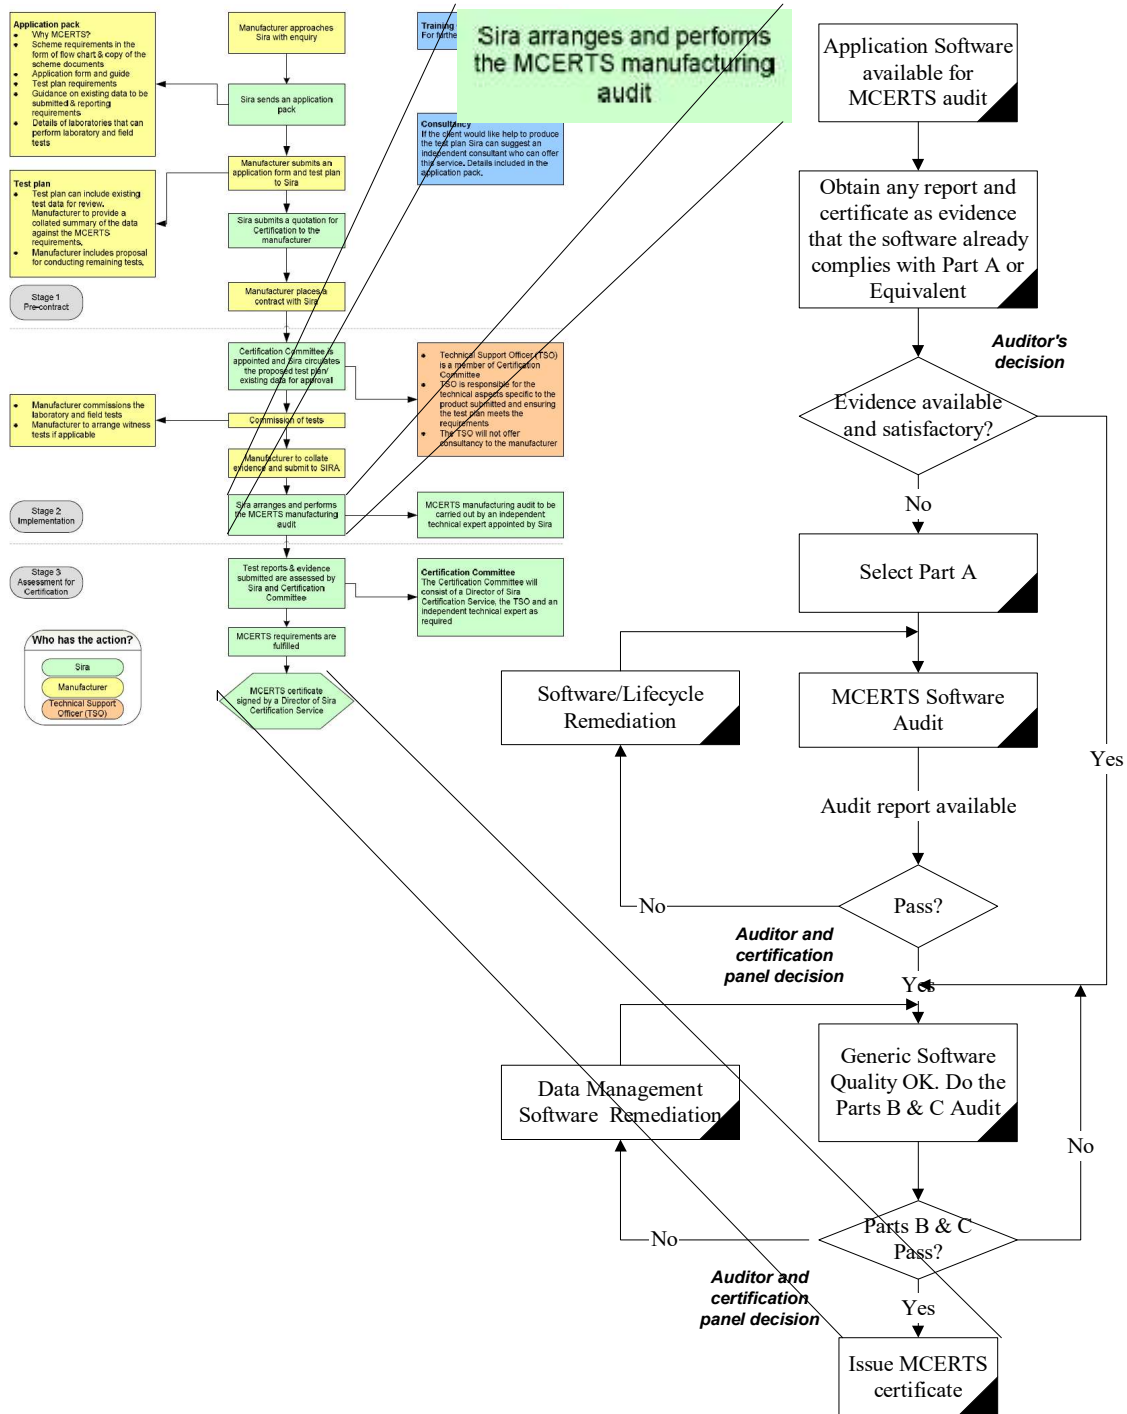 Application pack
Why MCERTS?
Scheme requirements in the
form of flow chart & copy of the
scheme documents
Application form and guide
Test plan requirements
Guidance on existing data to be
submitted & reporting
requirements
Details of laboratories that can
perform laboratory and field
tests
Manufacturer approaches
Sira with enquiry
Sira sends an application
pack
Training
For furthe
Consultancy
If the client would like help to produce
the test plan Sira can suggest an
independent consultant who can offer
this service. Details included in the
application pack.
Manufacturer submits an
application form and test plan
to Sira
Test plan
Test plan can include existing
test data for review.
Manufacturer to provide a
collated summary of the data
against the MCERTS
requirements.
Manufacturer includes proposal
for conducting remaining tests.
Sira submits a quotation for
Certification to the
manufacturer
Manufacturer places a
contract with Sira
Stage 1
Pre-contract
Certification Committee is
appointed and Sira circulates
the proposed test plan/
existing data for approval
Technical Support Officer (TSO)
is a member of Certification
Committee
TSO is responsible for the
technical aspects specific to the
product submitted and ensuring
the test plan meets the
requirements
The TSO will not offer
consultancy to the manufacturer
Manufacturer commissions the
laboratory and field tests
Manufacturer to arrange witness
tests if applicable
Commission of tests
Manufacturer to collate
evidence and submit to SIRA
Stage 2
Implementation
Sira arranges and performs
the MCERTS manufacturing
audit
MCERTS manufacturing audit to be
carried out by an independent
technical expert appointed by Sira
Stage 3
Assessment for
Certification
Test reports & evidence
submitted are assessed by
Sira and Certification
Committee
Certification Committee
The Certification Committee will
consist of a Director of Sira
Certification Service, the TSO and an
independent technical expert as
required
MCERTS requirements are
fulfilled
Who has the action?
Sira
Manufacturer
Technical Support
Officer (TSO)
MCERTS certificate
signed by a Director of Sira
Certification Service
Sira arranges and performs
the MCERTS manufacturing
audit
Application Software
available for
MCERTS audit
Obtain any report and
certificate as evidence
that the software already
complies with Part A or
Equivalent
Auditor's
decision
Evidence available
and satisfactory?
No
Select Part A
Software/Lifecycle
Remediation
MCERTS Software
Audit
Yes
Audit report available
Pass?
No
Auditor and
certification
panel decision
Yes
Generic Software
Quality OK. Do the
Parts B & C Audit
Data Management
Software Remediation
No
Parts B & C
Pass?
No
Auditor and
certification
panel decision
Yes
Issue MCERTS
certificate